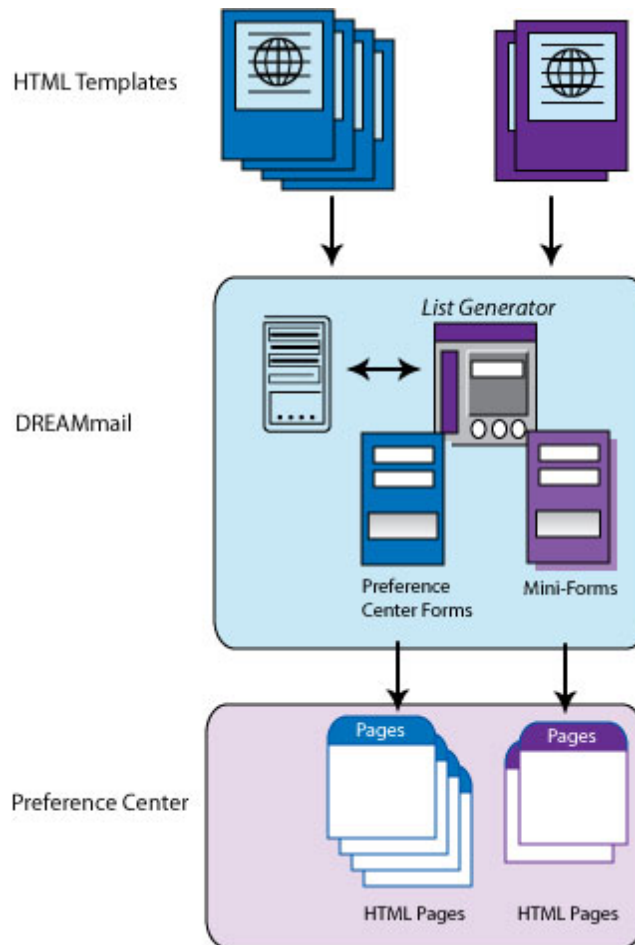 HTML Templates
List Generator
DREAMmail
Preference
Center Forms
Mini-Forms
Pages
Pages
Preference Center
HTML Pages
HTML Pages